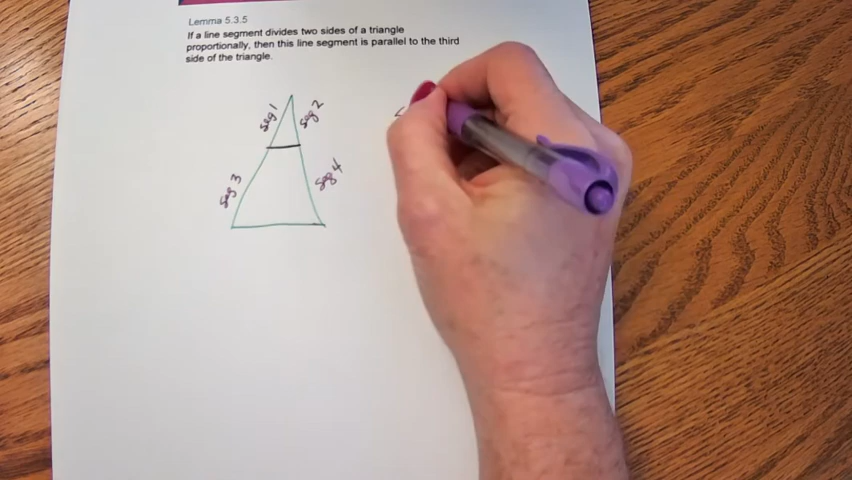 Lemma 5.3.5
If a line segment divides two sides of a triangle
proportionally, then this line segment is parallel to the third
side of the triangle.
Seg 1
Seg 2
Seg 3
Seg 4